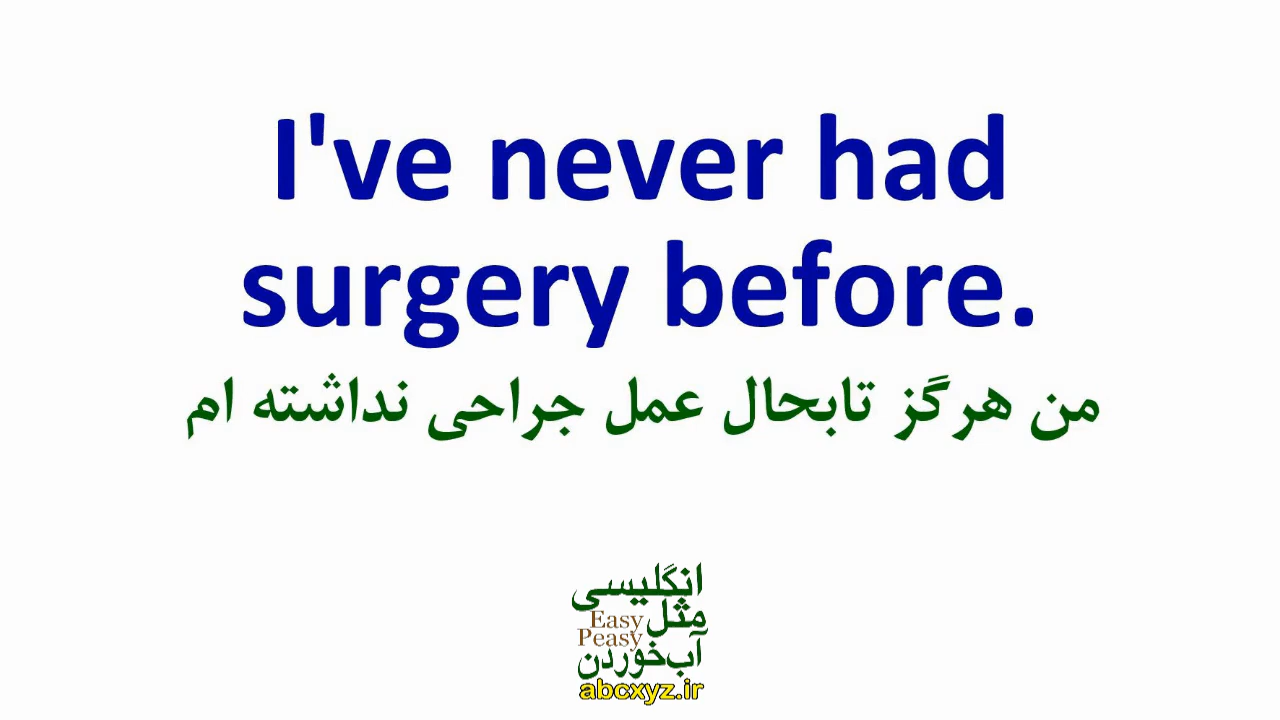 I've never had
surgery before.
من هرگز تابحال عمل جراحی نداشته ام
انگلیسی
مثل
Easy
Peasy
آب‌خوردن
abcxyz.ir